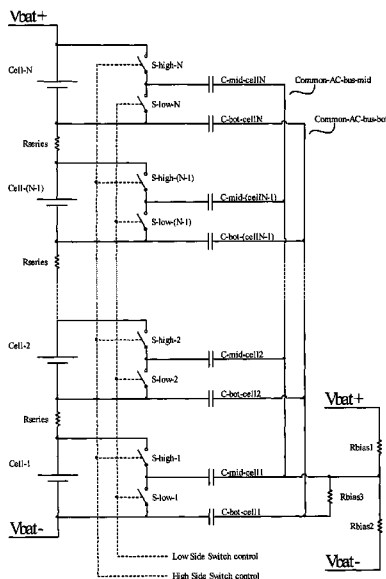 Vbat+
Cell-N
S-high-N
C-mid-cellN
Common-AC-bus-mid
S-low-N
C-bot-cellN
Common-AC-bus-bot
Rseries
Cell-(N-1)
S-high-(N-1)
C-mid-(cellN-1)
S-low-(N-1)
C-bot-(cellN-1)
Rseries
Cell-2
S-high-2
C-mid-cell2
S-low-2
C-bot-cell2
Vbat+
Rseries
Rbias1
Cell-1
S-high-1
C-mid-cell1
S-low-1
Rbias3
C-bot-cell1
Rbias2
Vbat-
Low Side Switch control
High Side Switch control
Vbat-